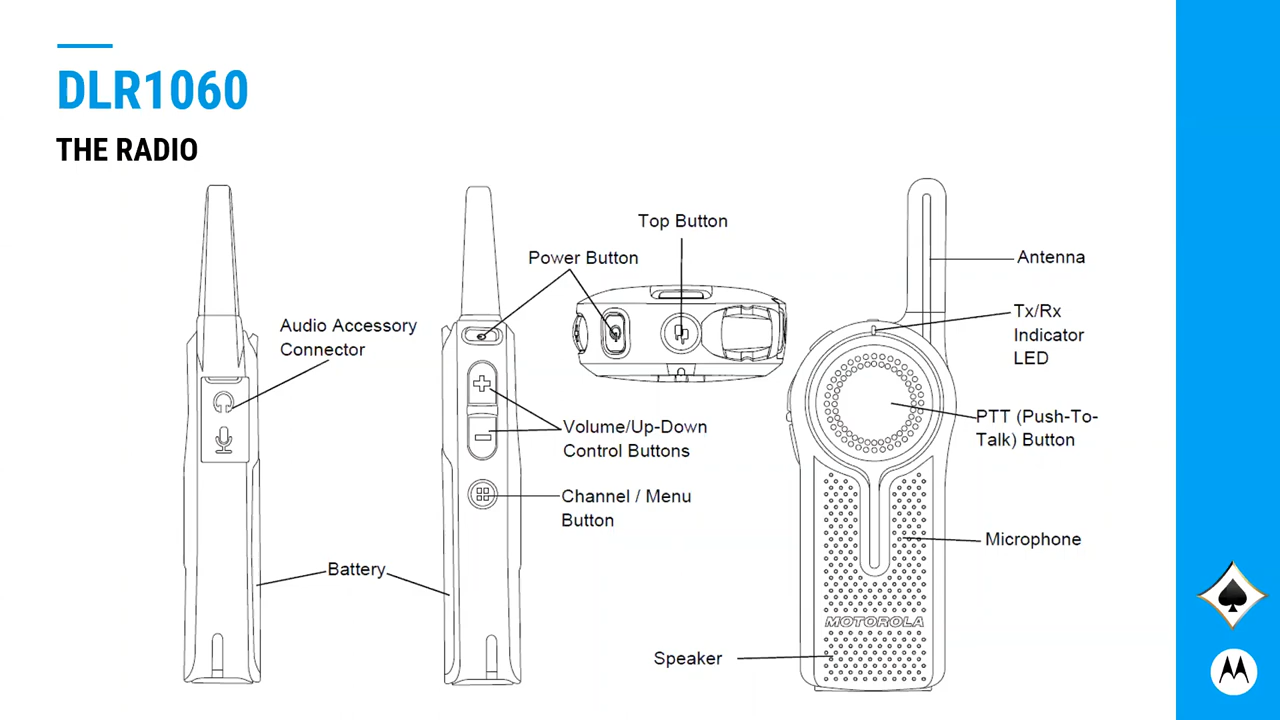 DLR1060
THE RADIO
Top Button
Power Button
Antenna
Tx/Rx
Indicator
LED
Audio Accessory
Connector
PTT (Push-To-
Talk) Button
Volume/Up-Down
Control Buttons
Channel / Menu
Button
Microphone
Battery
MOTOROLA
Speaker